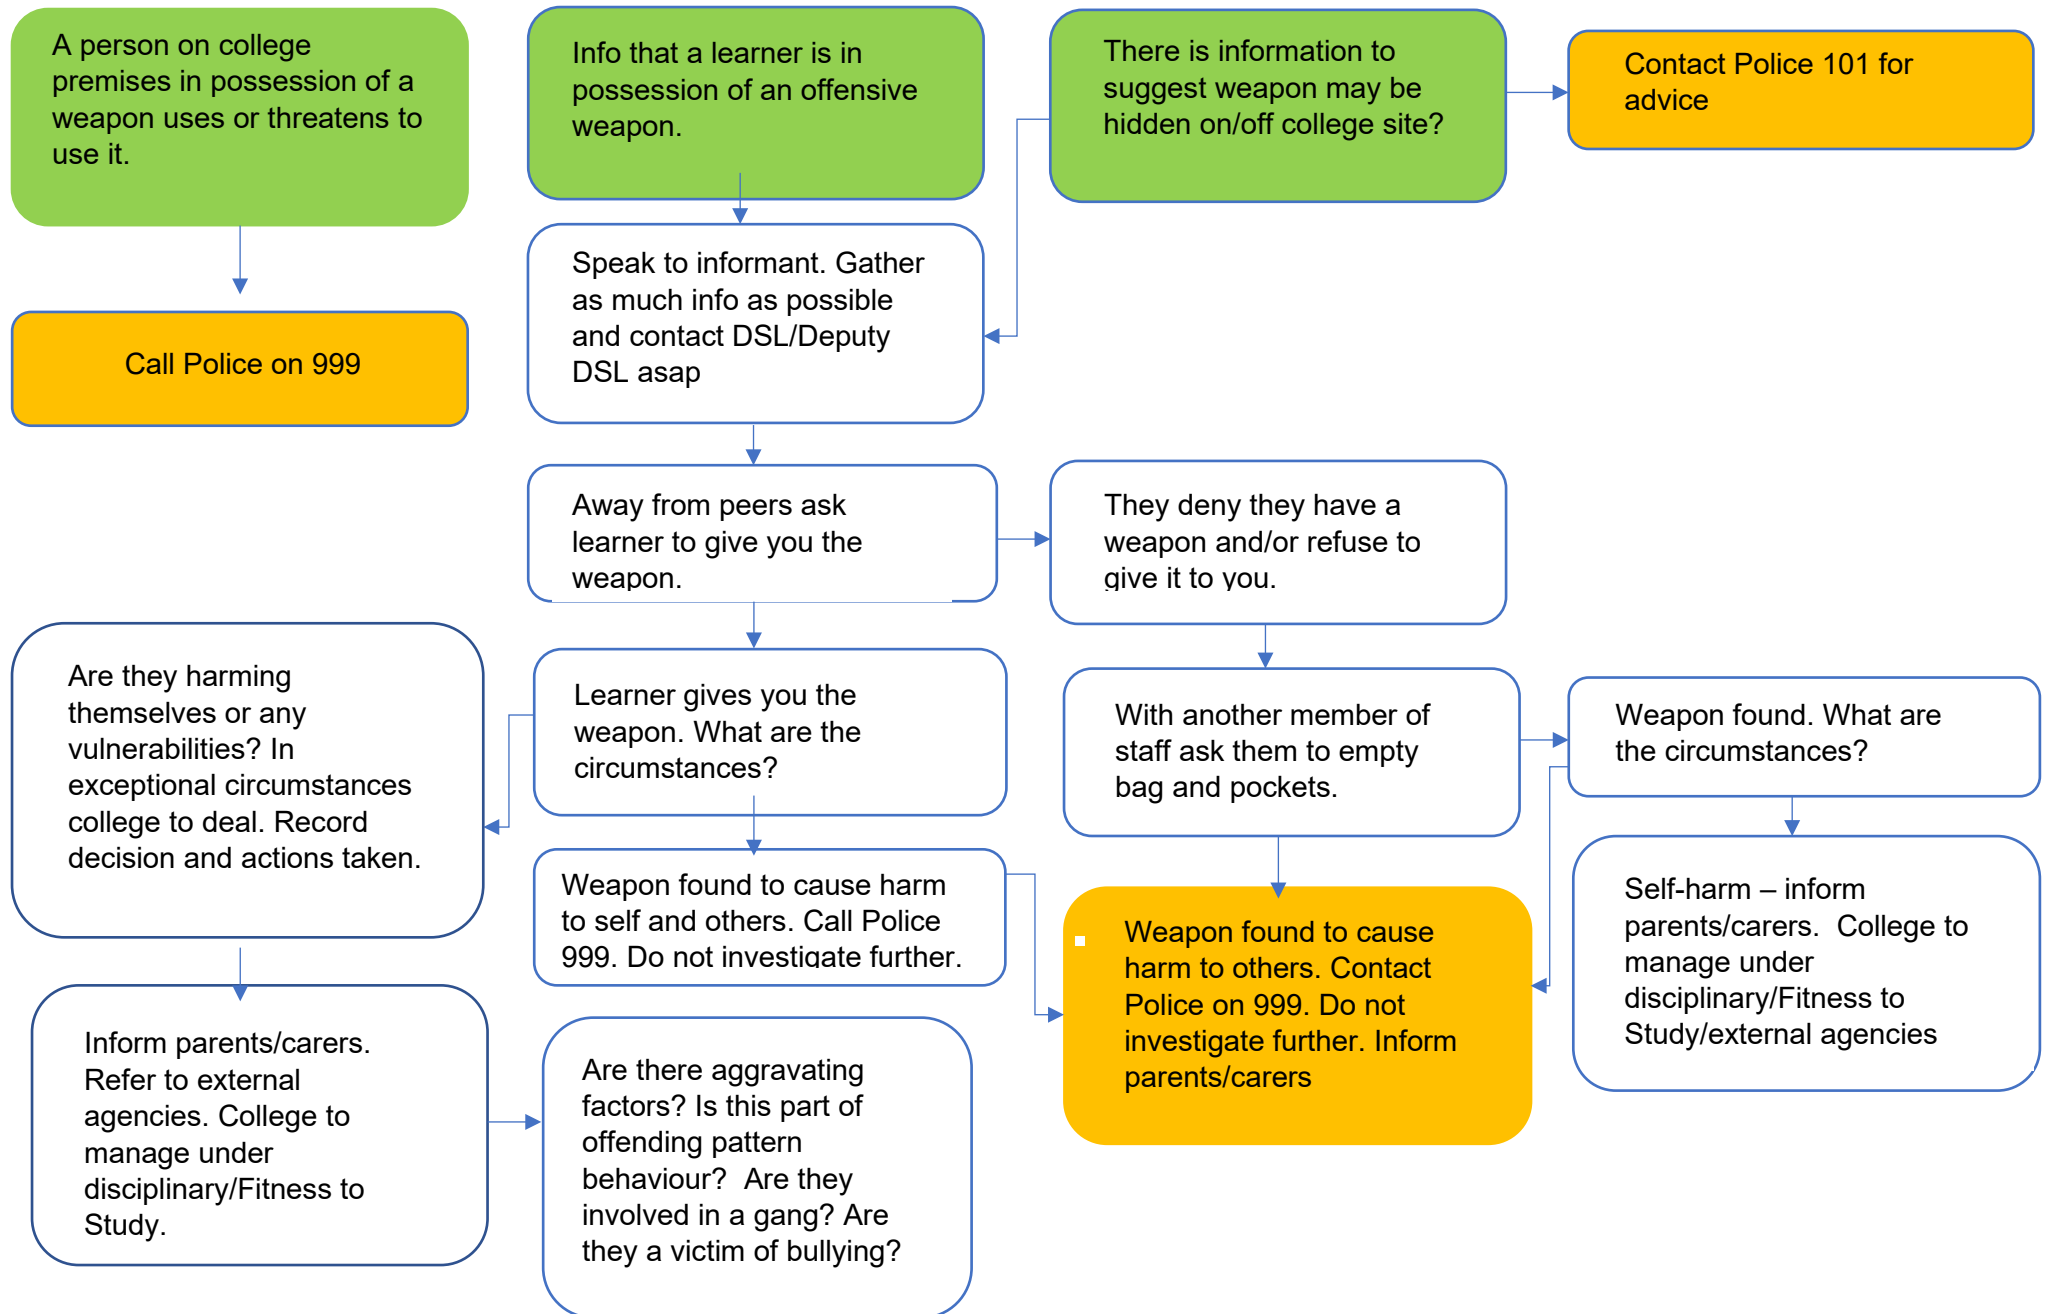 A person on college
premises in possession of a
weapon uses or threatens to
use it.
Info that a learner is in
possession of an offensive
weapon.
There is information to
suggest weapon may be
hidden on/off college site?
Contact Police 101 for
advice
Call Police on 999
Speak to informant. Gather
as much info as possible
and contact DSL/Deputy
DSL asap
Away from peers ask
learner to give you the
weapon.
They deny they have a
weapon and/or refuse to
give it to you.
Are they harming
themselves or any
vulnerabilities? In
exceptional circumstances
college to deal. Record
decision and actions taken.
Learner gives you the
weapon. What are the
circumstances?
With another member of
staff ask them to empty
bag and pockets.
Weapon found. What are
the circumstances?
Weapon found to cause harm
to self and others. Call Police
999. Do not investigate further.
Weapon found to cause
harm to others. Contact
Police on 999. Do not
investigate further. Inform
parents/carers
Self-harm – inform
parents/carers.  College to
manage under
disciplinary/Fitness to
Study/external agencies
Inform parents/carers.
Refer to external
agencies. College to
manage under
disciplinary/Fitness to
Study.
Are there aggravating
factors? Is this part of
offending pattern
behaviour?  Are they
involved in a gang? Are
they a victim of bullying?